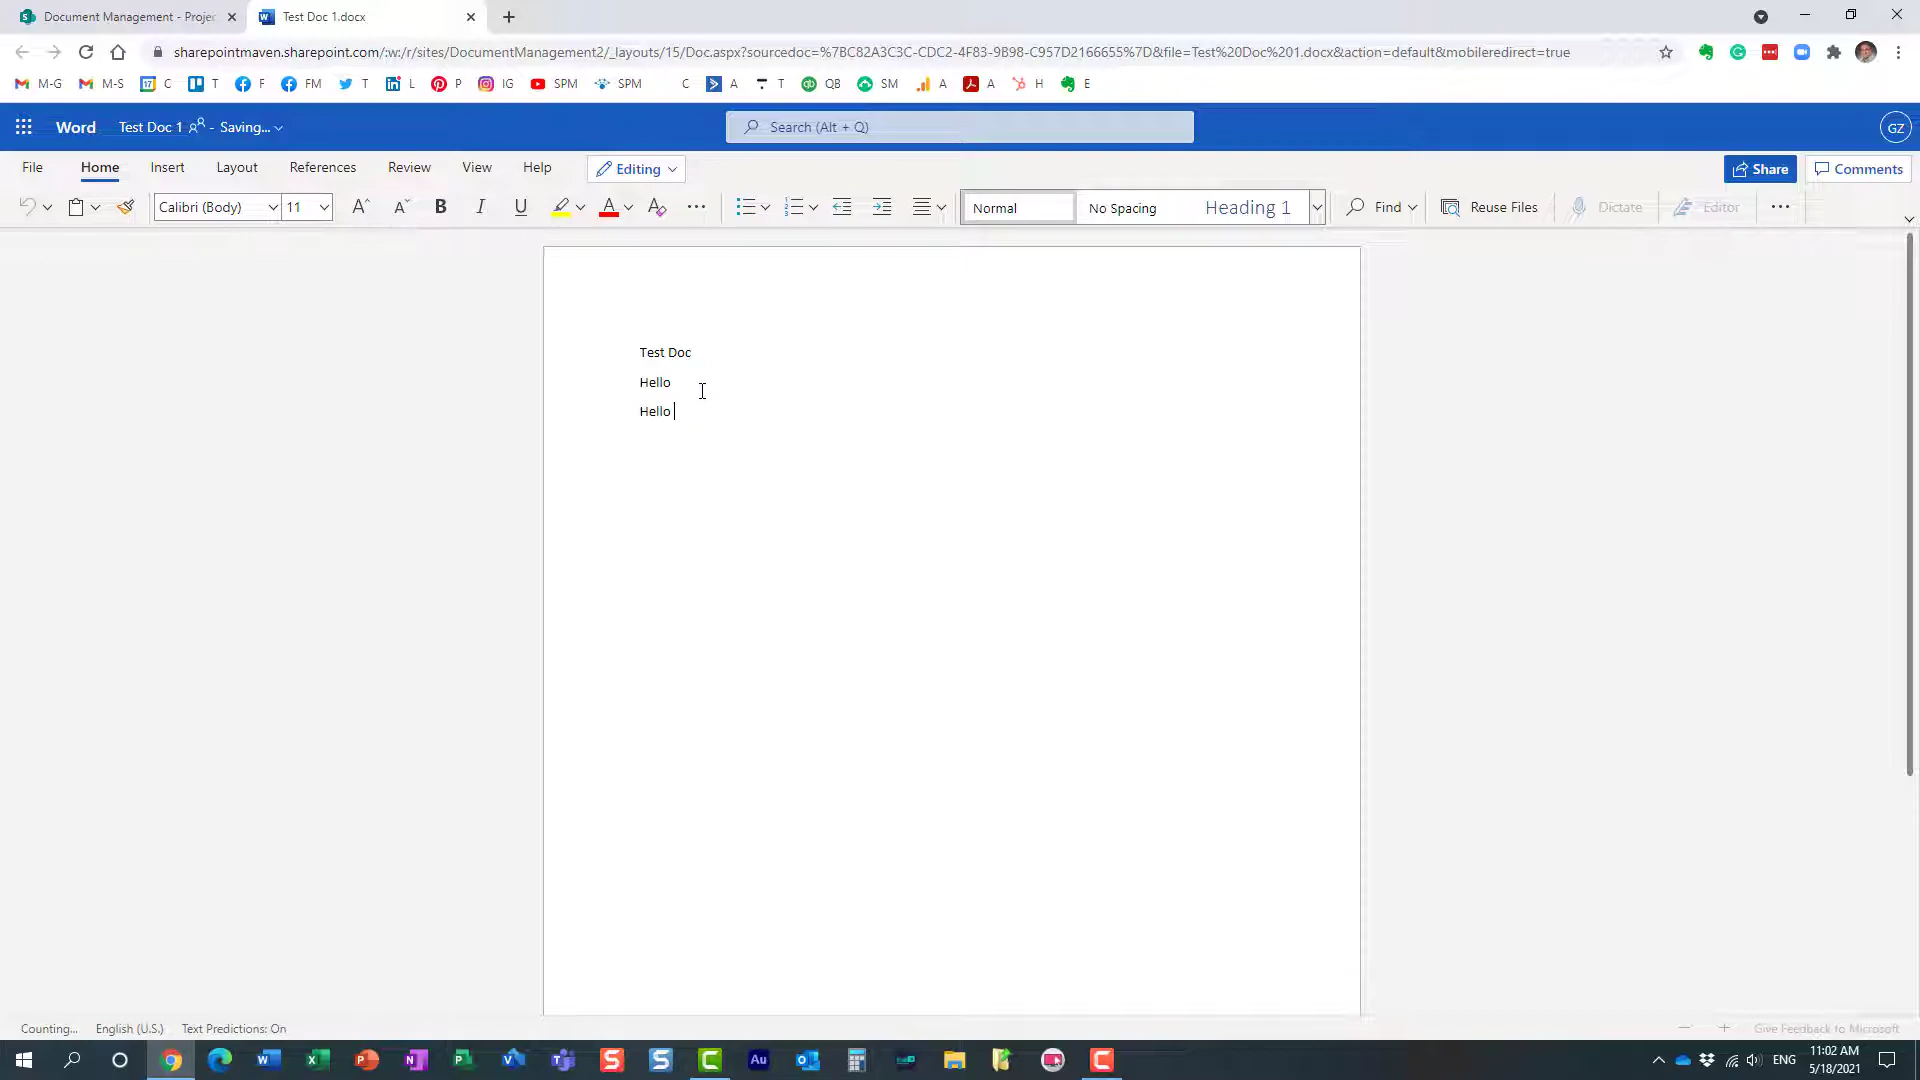 Document Management - Projec
Test Doc 1.docx
sharepointmaven.sharepoint.com/:w:/r/sites/DocumentManagement2/_layouts/15/Doc.aspx?sourcedoc=%7BC82A3C3C-CDC2-4F83-9B98-C957D2166655%7D&file=Test%20Doc%201.docx&action=default&mobileredirect=true
M-G M-S C T F FM T L P IG SPM SPM C A T QB SM A A H E
Word Test Doc 1 - Saving... Search (Alt + Q) GZ
File Home Insert Layout References Review View Help Editing Share Comments
Calibri (Body) 11 A A B I U A A Normal No Spacing Heading 1 Find Reuse Files Dictate Editor
Test Doc
Hello
Hello
Counting... English (U.S.) Text Predictions: On Give Feedback to Microsoft
ENG 11:02 AM
5/18/2021